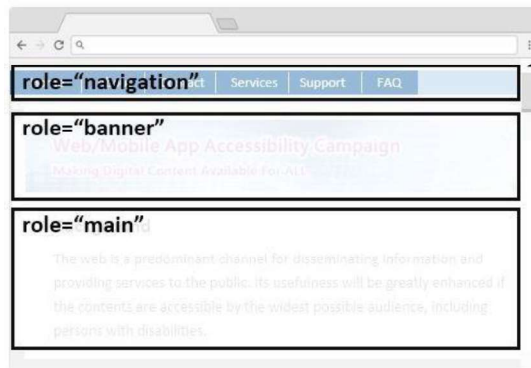 role="navigation"
act Services Support FAQ
role="banner"
Web/Mobile App Accessibility Campaign
Making Digital Content Available For ALL
role="main"
The web is a predominant channel for disseminating information and
providing services to the public. Its usefulness will be greatly enhanced if
the contents are accessible by the widest possible audience, including
persons with disabilities.